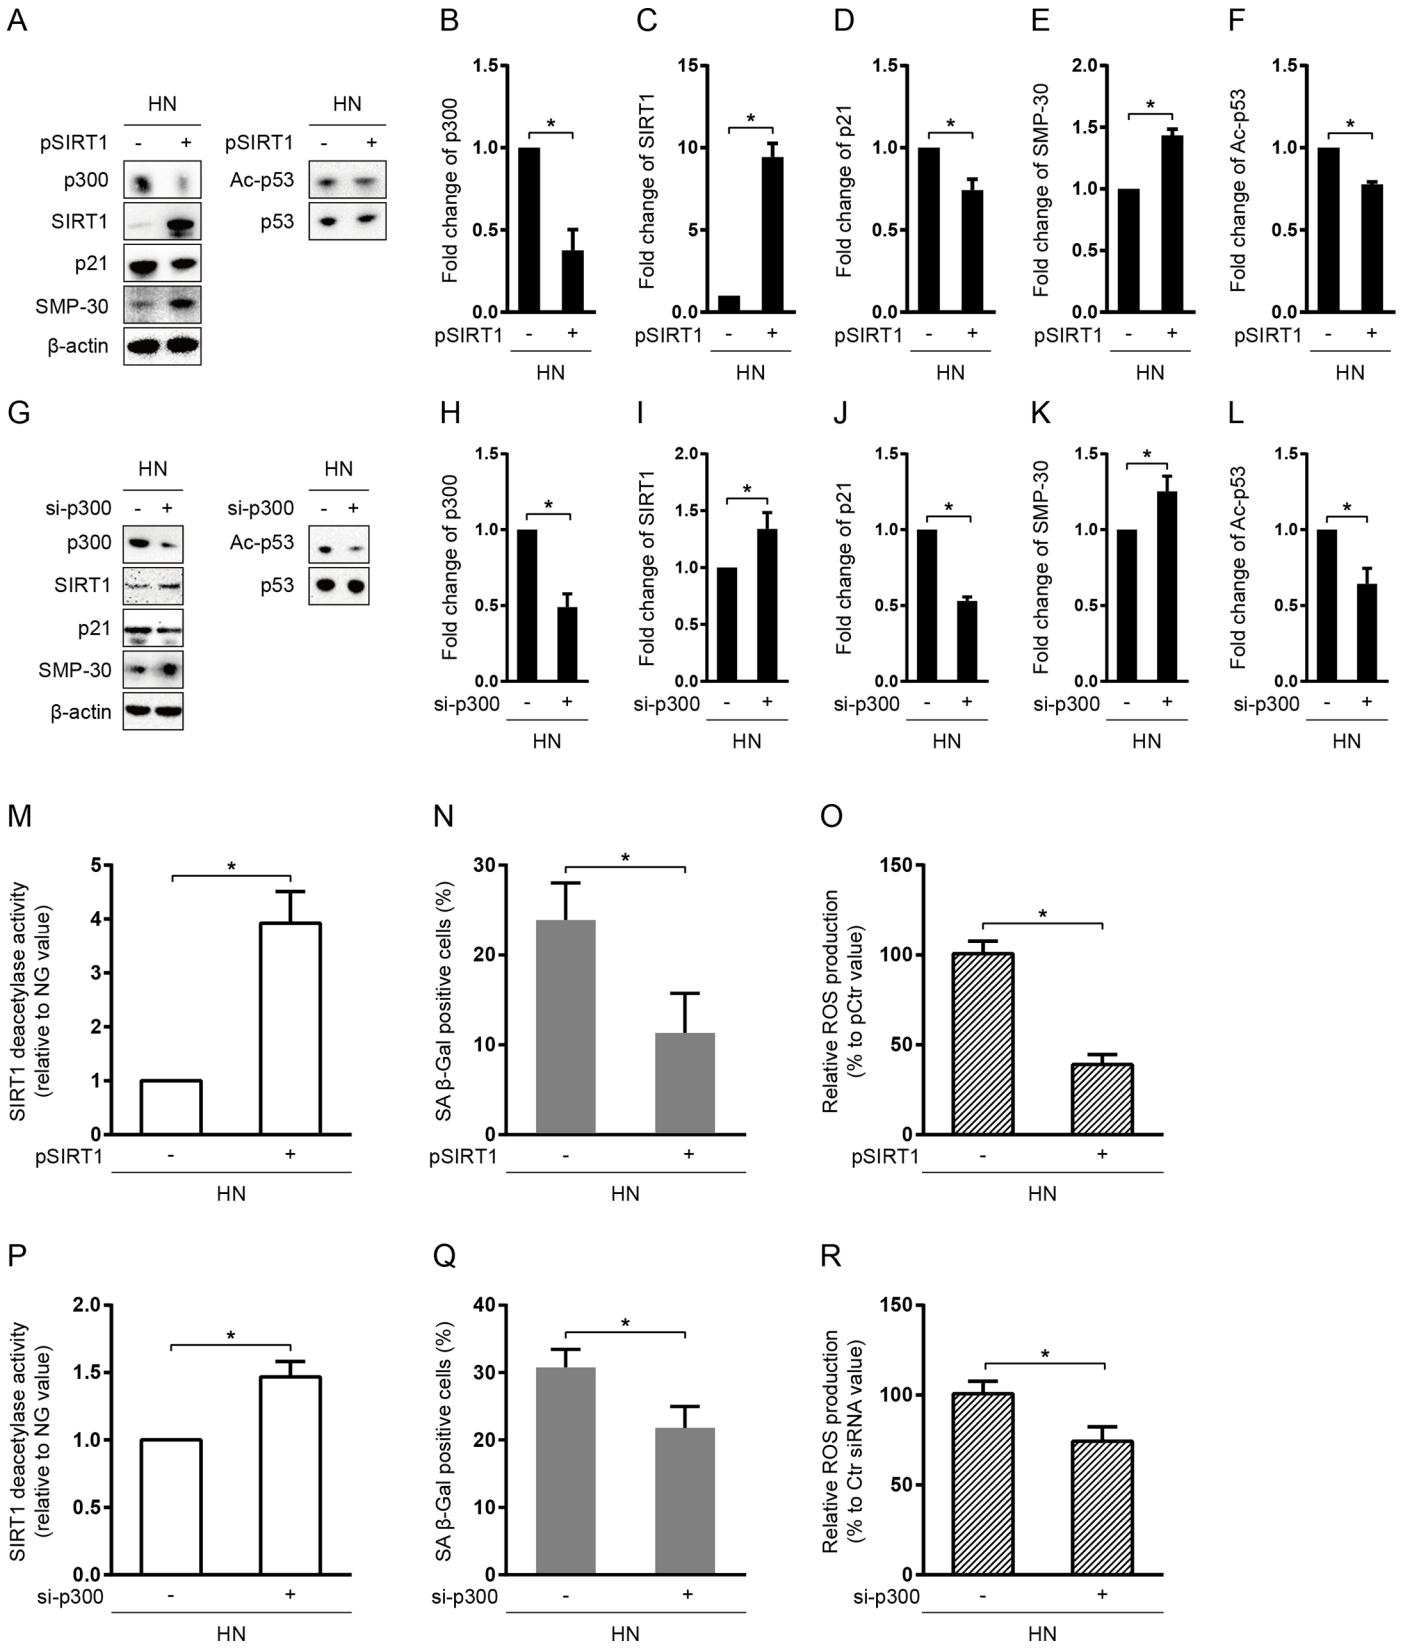 A
HN
HN
pSIRT1 - +
pSIRT1 - +
p300
Ac-p53
SIRT1
p53
p21
SMP-30
β-actin
B
Fold change of p300
1.5
1.0
0.5
0.0
*
pSIRT1 - +
HN
C
Fold change of SIRT1
15
10
5
0
*
pSIRT1 - +
HN
D
Fold change of p21
1.5
1.0
0.5
0.0
*
pSIRT1 - +
HN
E
Fold change of SMP-30
2.0
1.5
1.0
0.5
0.0
*
pSIRT1 - +
HN
F
Fold change of Ac-p53
1.5
1.0
0.5
0.0
*
pSIRT1 - +
HN
G
HN
HN
si-p300 - +
si-p300 - +
p300
Ac-p53
SIRT1
p53
p21
SMP-30
β-actin
H
Fold change of p300
1.5
1.0
0.5
0.0
*
si-p300 - +
HN
I
Fold change of SIRT1
2.0
1.5
1.0
0.5
0.0
*
si-p300 - +
HN
J
Fold change of p21
1.5
1.0
0.5
0.0
*
si-p300 - +
HN
K
Fold change of SMP-30
1.5
1.0
0.5
0.0
*
si-p300 - +
HN
L
Fold change of Ac-p53
1.5
1.0
0.5
0.0
*
si-p300 - +
HN
M
SIRT1 deacetylase activity
(relative to NG value)
5
4
3
2
1
0
*
pSIRT1 - +
HN
N
SA β-Gal positive cells (%)
30
20
10
0
*
pSIRT1 - +
HN
O
Relative ROS production
(% to pCtr value)
150
100
50
0
*
pSIRT1 - +
HN
P
SIRT1 deacetylase activity
(relative to NG value)
2.0
1.5
1.0
0.5
0.0
*
si-p300 - +
HN
Q
SA β-Gal positive cells (%)
40
30
20
10
0
*
si-p300 - +
HN
R
Relative ROS production
(% to Ctr siRNA value)
150
100
50
0
*
si-p300 - +
HN